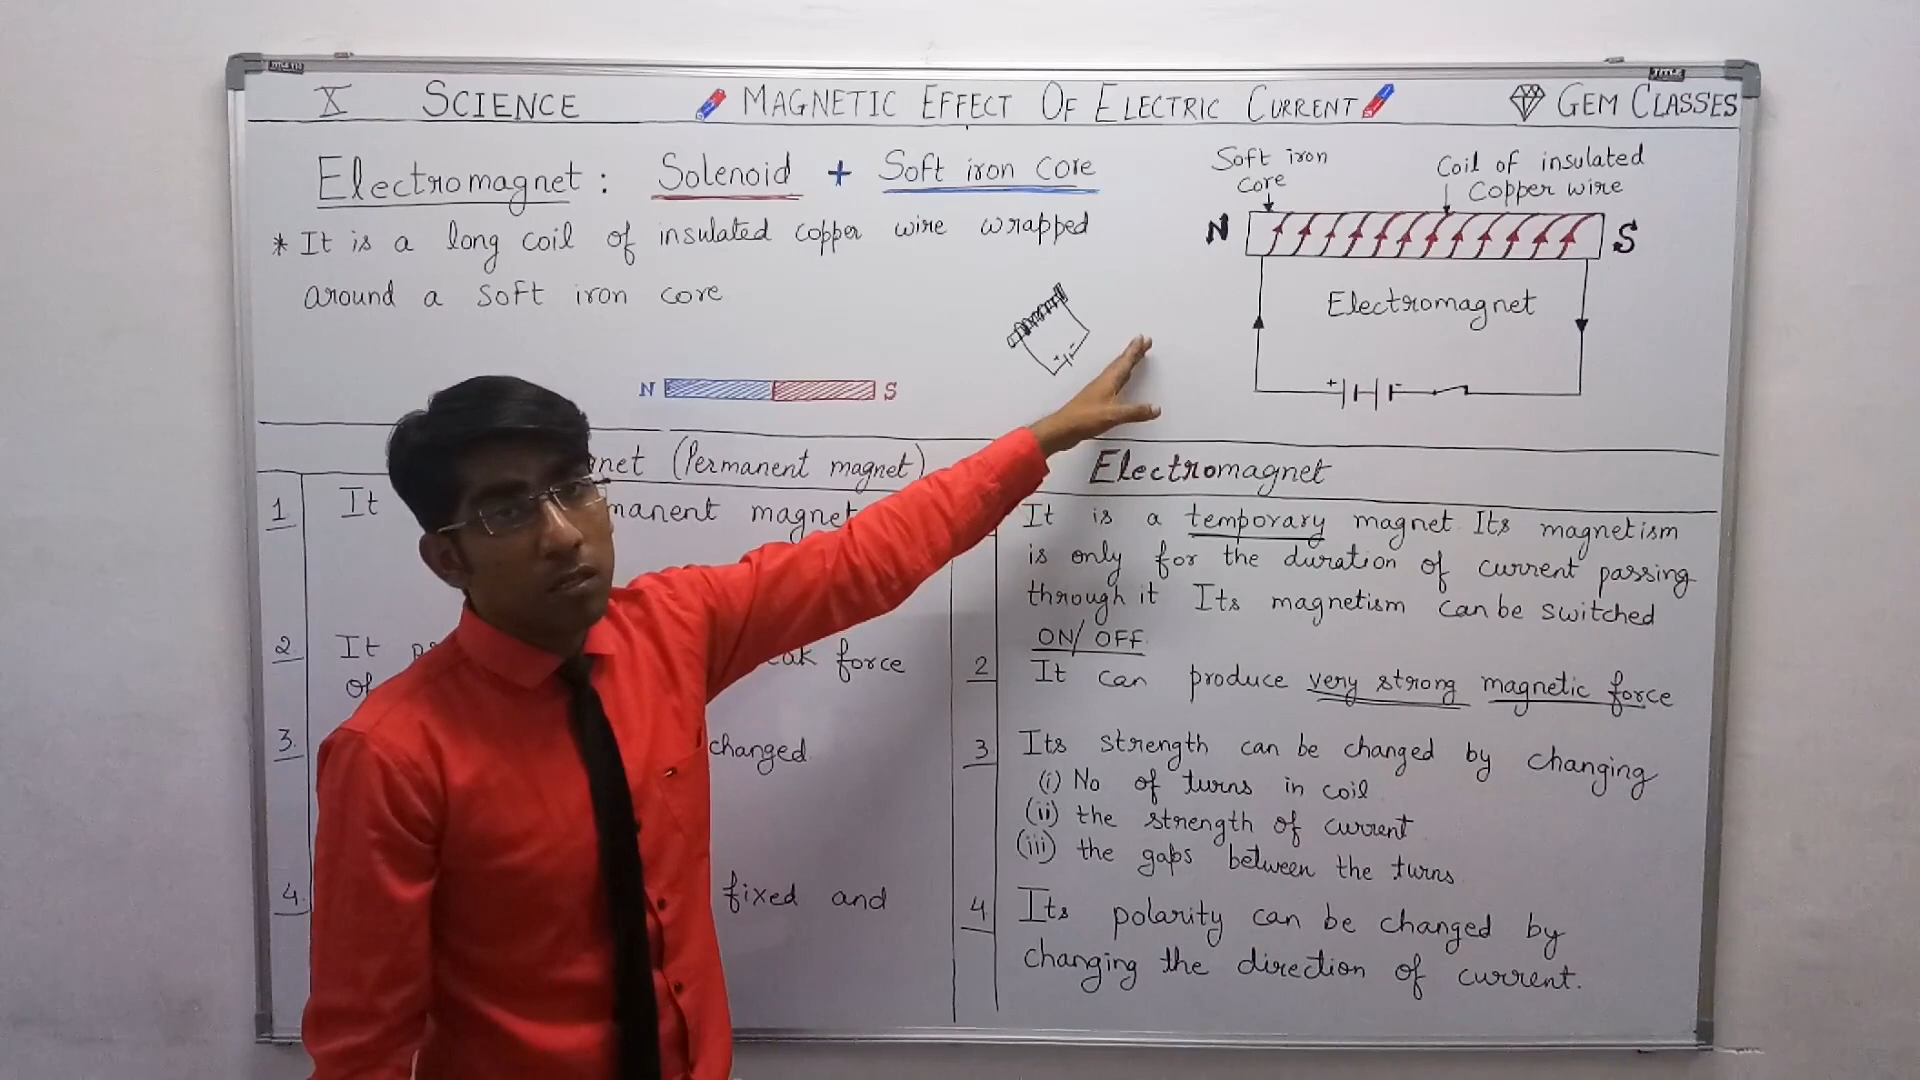 X SCIENCE MAGNETIC EFFECT OF ELECTRIC CURRENT GEM CLASSES
Electromagnet : Solenoid + Soft iron core
* It is a long coil of insulated copper wire wrapped
around a soft iron core
Soft iron
core
Coil of insulated
copper wire
N S
Electromagnet
+ -
+ -
N S
(Permanent magnet)
1 It magnet
2. It force
of
3. changed.
4. fixed and
Electromagnet
It is a temporary magnet. Its magnetism
is only for the duration of current passing
through it Its magnetism can be switched
ON/OFF.
2 It can produce very strong magnetic force
3 Its strength can be changed by changing
(i) No of turns in coil
(ii) the strength of current
(iii) the gaps between the turns.
4 Its polarity can be changed by
changing the direction of current.